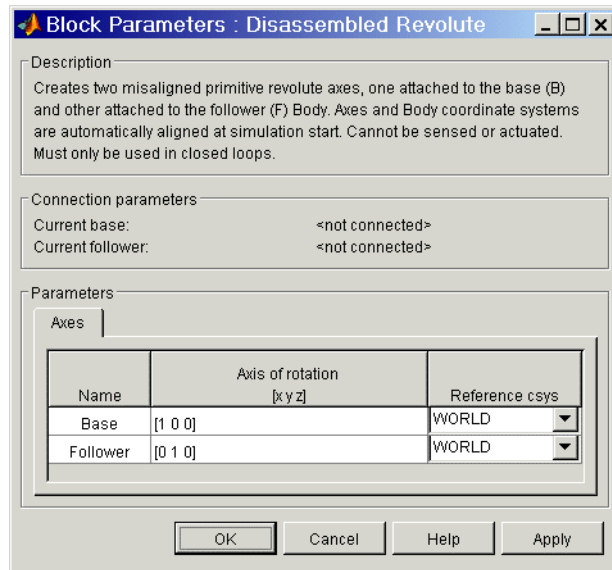 Block Parameters : Disassembled Revolute
Description
Creates two misaligned primitive revolute axes, one attached to the base (B)
and other attached to the follower (F) Body. Axes and Body coordinate systems
are automatically aligned at simulation start. Cannot be sensed or actuated.
Must only be used in closed loops.
Connection parameters
Current base: <not connected>
Current follower: <not connected>
Parameters
Axes
Axis of rotation
Name [x y z] Reference csys
Base [1 0 0] WORLD
Follower [0 1 0] WORLD
OK Cancel Help Apply